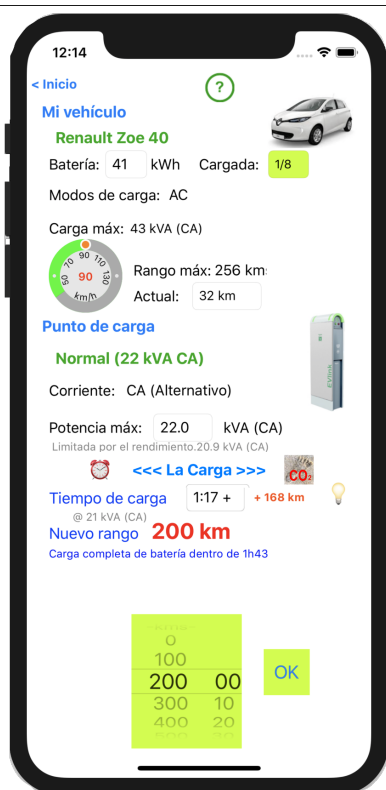 12:14
< Inicio
?
Mi vehículo
Renault Zoe 40
Batería: 41 kWh Cargada: 1/8
Modos de carga: AC
Carga máx: 43 kVA (CA)
50 70 90 110 130
90
km/h
Rango máx: 256 km:
Actual: 32 km
Punto de carga
Normal (22 kVA CA)
EVlink
Corriente: CA (Alternativo)
Potencia máx: 22.0 kVA (CA)
Limitada por el rendimiento.20.9 kVA (CA)
<<< La Carga >>>
CO₂
Tiempo de carga 1:17 + + 168 km
@ 21 kVA (CA)
Nuevo rango 200 km
Carga completa de batería dentro de 1h43
0
100
200 00
300 10
400 20
OK